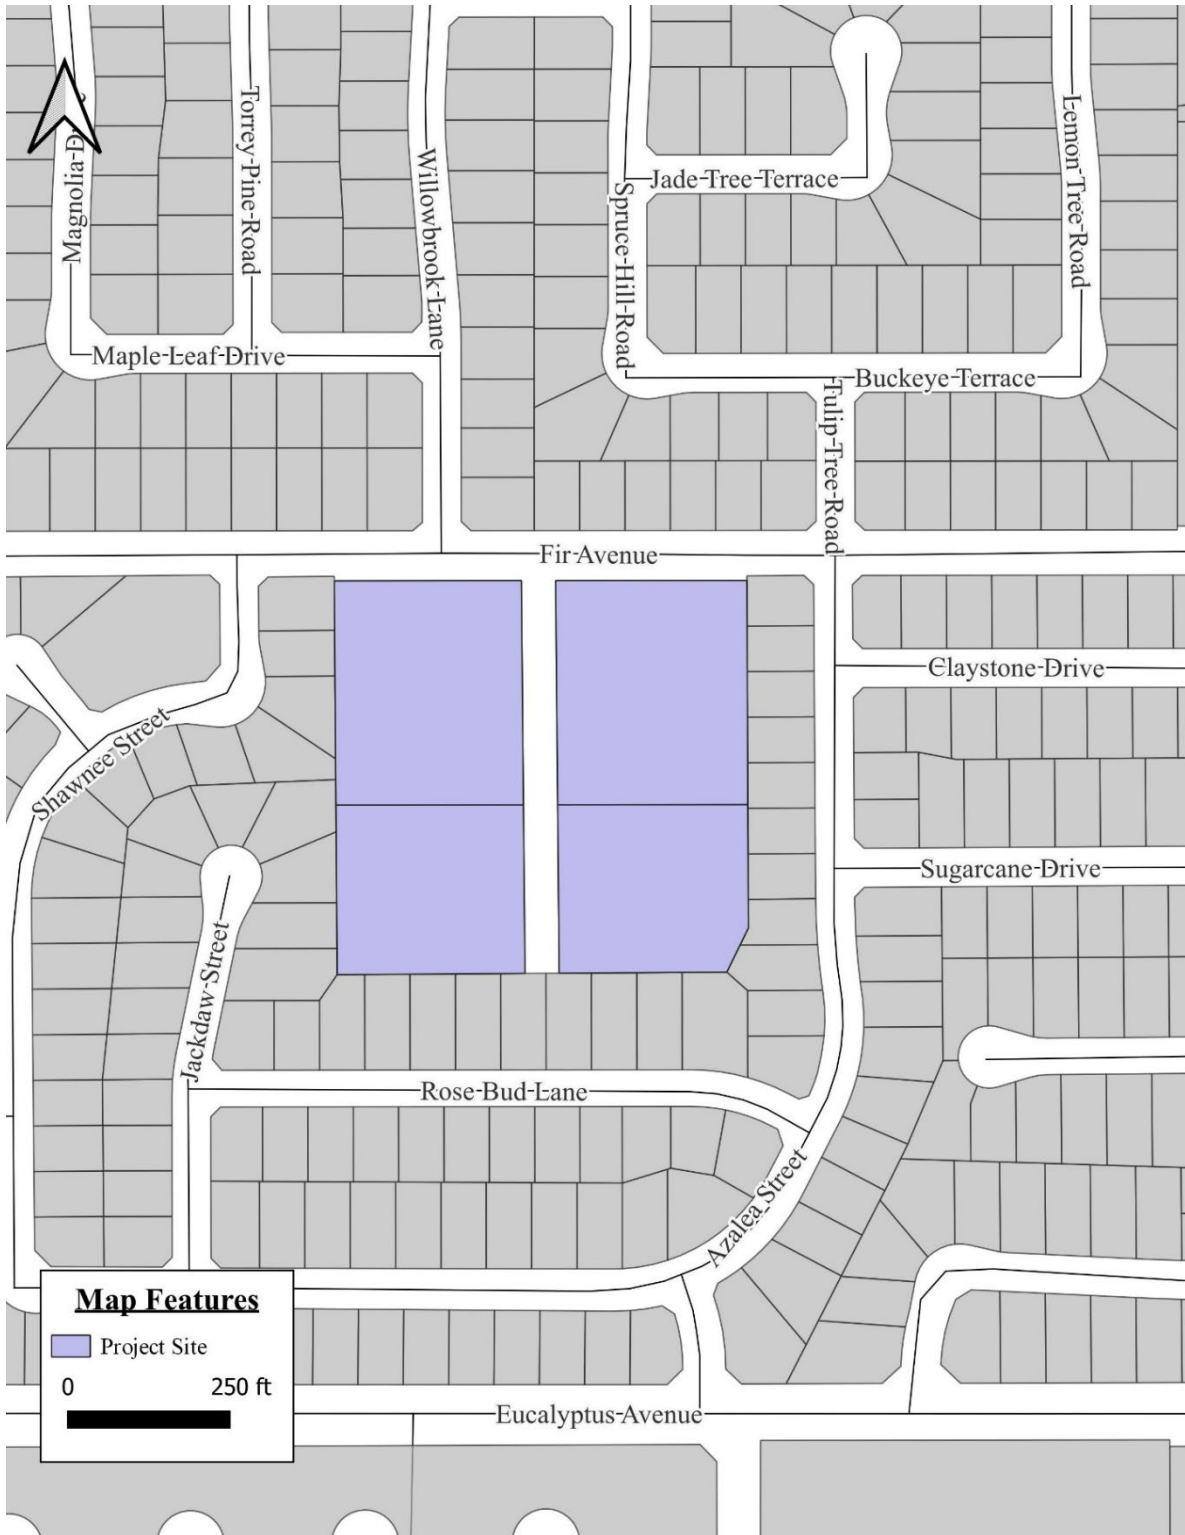 Magnolia D
Torrey Pine Road
Willowbrook Lane
Spruce Hill Road
Jade Tree Terrace
Lemon Tree Road
Maple Leaf Drive
Buckeye Terrace
Tulip Tree Road
Fir Avenue
Claystone Drive
Shawnee Street
Sugarcane Drive
Jackdaw Street
Rose Bud Lane
Azalea Street
Map Features
Project Site
0 250 ft
Eucalyptus Avenue